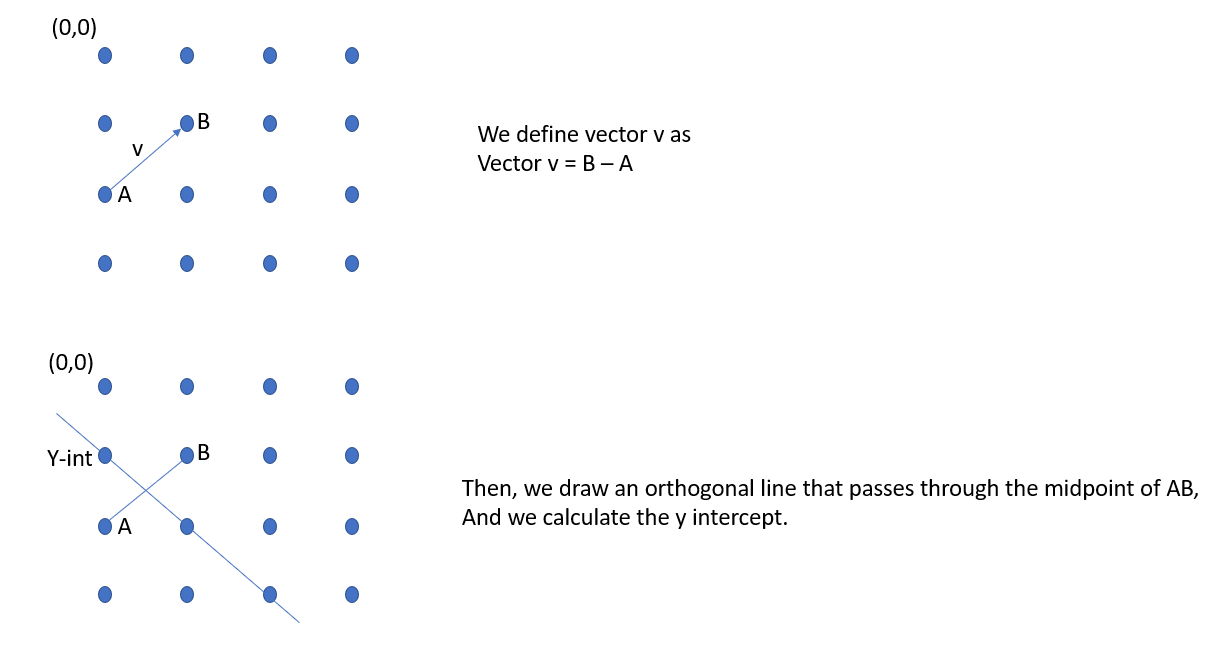 (0,0)
B
v
A
We define vector v as
Vector v = B – A
(0,0)
Y-int
B
A
Then, we draw an orthogonal line that passes through the midpoint of AB,
And we calculate the y intercept.